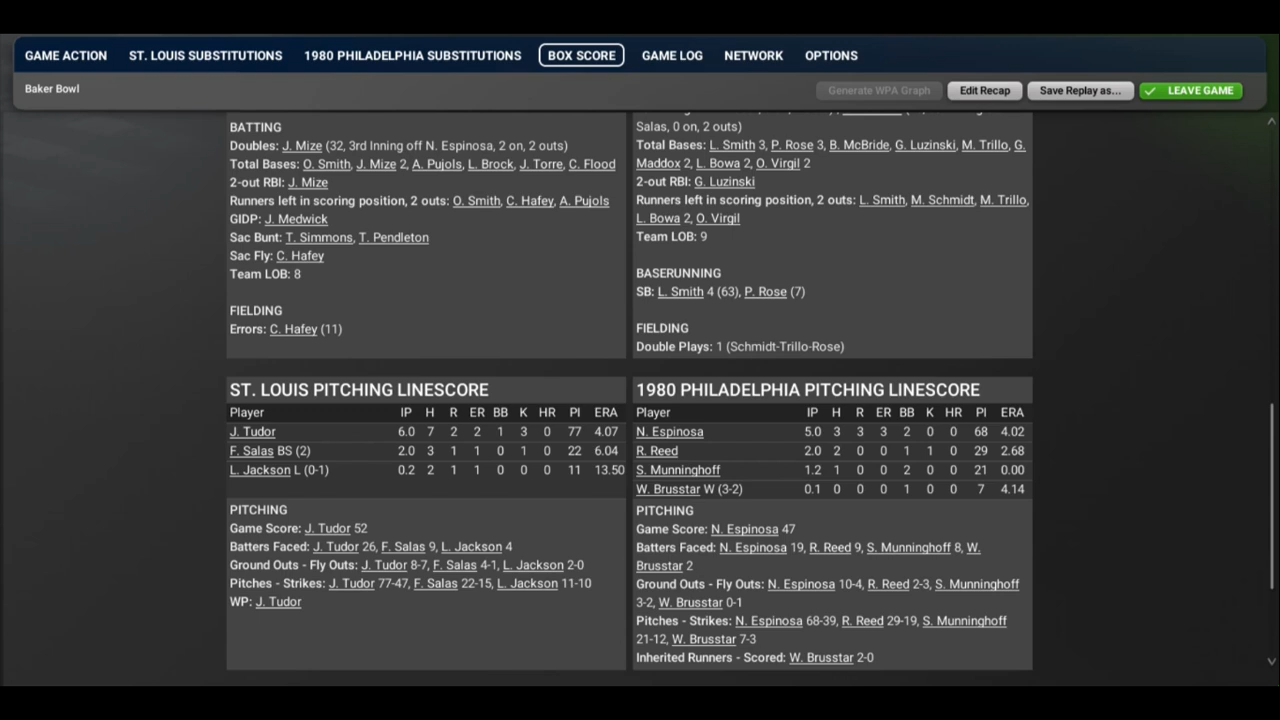 GAME ACTION ST. LOUIS SUBSTITUTIONS 1980 PHILADELPHIA SUBSTITUTIONS BOX SCORE GAME LOG NETWORK OPTIONS
Baker Bowl Generate WPA Graph Edit Recap Save Replay as... LEAVE GAME
BATTING
Doubles: J. Mize (32, 3rd Inning off N. Espinosa, 2 on, 2 outs)
Total Bases: O. Smith, J. Mize 2, A. Pujols, L. Brock, J. Torre, C. Flood
2-out RBI: J. Mize
Runners left in scoring position, 2 outs: O. Smith, C. Hafey, A. Pujols
GIDP: J. Medwick
Sac Bunt: T. Simmons, T. Pendleton
Sac Fly: C. Hafey
Team LOB: 8
FIELDING
Errors: C. Hafey (11)
Salas, 0 on, 2 outs)
Total Bases: L. Smith 3, P. Rose 3, B. McBride, G. Luzinski, M. Trillo, G.
Maddox 2, L. Bowa 2, O. Virgil 2
2-out RBI: G. Luzinski
Runners left in scoring position, 2 outs: L. Smith, M. Schmidt, M. Trillo,
L. Bowa 2, O. Virgil
Team LOB: 9
BASERUNNING
SB: L. Smith 4 (63), P. Rose (7)
FIELDING
Double Plays: 1 (Schmidt-Trillo-Rose)
ST. LOUIS PITCHING LINESCORE
Player IP H R ER BB K HR PI ERA
J. Tudor 6.0 7 2 2 1 3 0 77 4.07
F. Salas BS (2) 2.0 3 1 1 0 1 0 22 6.04
L. Jackson L (0-1) 0.2 2 1 1 0 0 0 11 13.50
PITCHING
Game Score: J. Tudor 52
Batters Faced: J. Tudor 26, F. Salas 9, L. Jackson 4
Ground Outs - Fly Outs: J. Tudor 8-7, F. Salas 4-1, L. Jackson 2-0
Pitches - Strikes: J. Tudor 77-47, F. Salas 22-15, L. Jackson 11-10
WP: J. Tudor
1980 PHILADELPHIA PITCHING LINESCORE
Player IP H R ER BB K HR PI ERA
N. Espinosa 5.0 3 3 3 2 0 0 68 4.02
R. Reed 2.0 2 0 0 1 1 0 29 2.68
S. Munninghoff 1.2 1 0 0 2 0 0 21 0.00
W. Brusstar W (3-2) 0.1 0 0 0 1 0 0 7 4.14
PITCHING
Game Score: N. Espinosa 47
Batters Faced: N. Espinosa 19, R. Reed 9, S. Munninghoff 8, W.
Brusstar 2
Ground Outs - Fly Outs: N. Espinosa 10-4, R. Reed 2-3, S. Munninghoff
3-2, W. Brusstar 0-1
Pitches - Strikes: N. Espinosa 68-39, R. Reed 29-19, S. Munninghoff
21-12, W. Brusstar 7-3
Inherited Runners - Scored: W. Brusstar 2-0